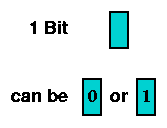 1 Bit
can be 0 or 1